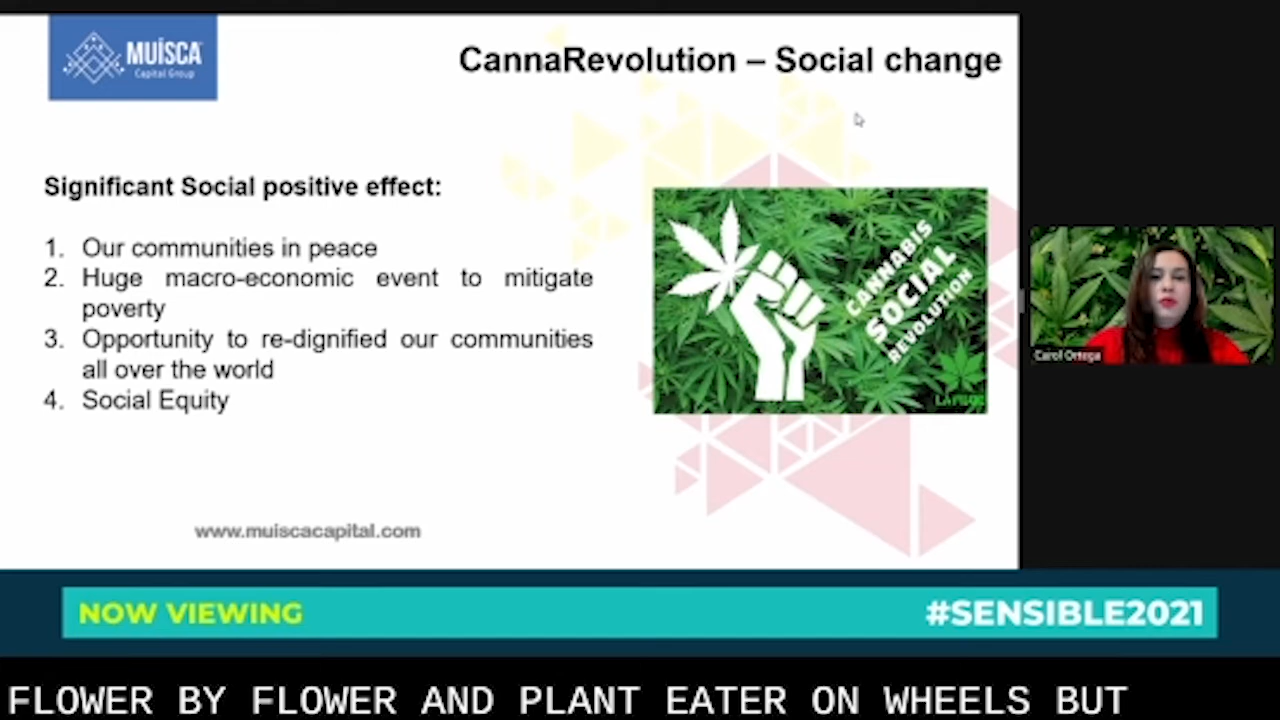 MUÍSCA
Capital Group
CannaRevolution – Social change
Significant Social positive effect:
1. Our communities in peace
2. Huge macro-economic event to mitigate
poverty
3. Opportunity to re-dignified our communities
all over the world
4. Social Equity
CANNABIS
SOCIAL
REVOLUTION
www.muiscacapital.com
Carol Ortega
NOW VIEWING
#SENSIBLE2021
FLOWER BY FLOWER AND PLANT EATER ON WHEELS BUT